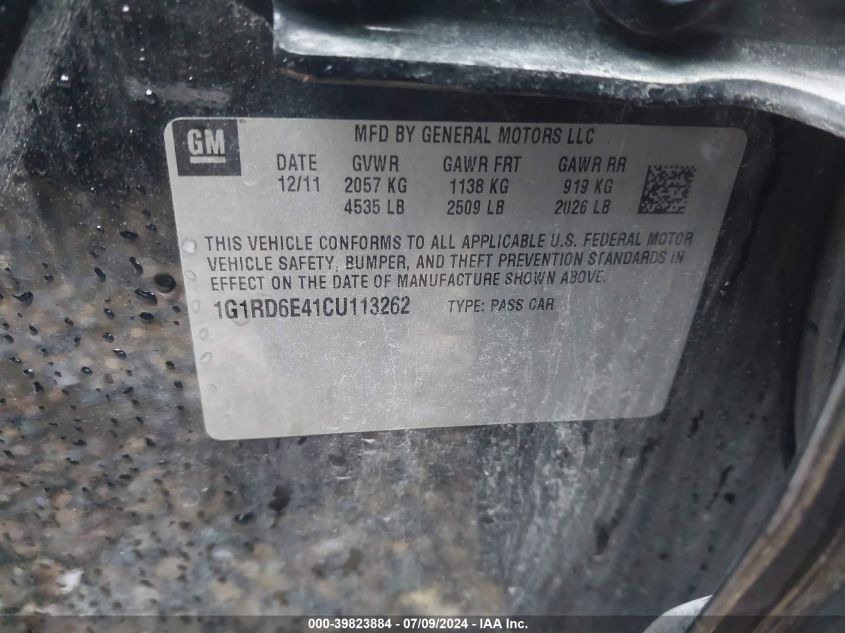 GM
MFD BY GENERAL MOTORS LLC
DATE GVWR GAWR FRT GAWR RR
12/11 2057 KG 1138 KG 919 KG
4535 LB 2509 LB 2026 LB
THIS VEHICLE CONFORMS TO ALL APPLICABLE U.S. FEDERAL MOTOR
VEHICLE SAFETY, BUMPER, AND THEFT PREVENTION STANDARDS IN
EFFECT ON THE DATE OF MANUFACTURE SHOWN ABOVE.
1G1RD6E41CU113262 TYPE: PASS CAR
000-39823884 - 07/09/2024 - IAA Inc.